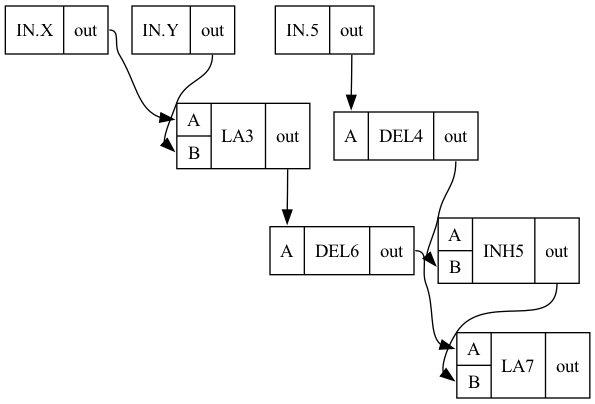 IN.X out IN.Y out IN.5 out
A B LA3 out
A DEL4 out
A DEL6 out
A B INH5 out
A B LA7 out